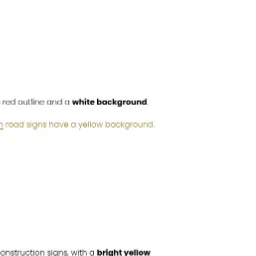 red outline and a white background
road signs have a yellow background.
onstruction signs, with a bright yellow